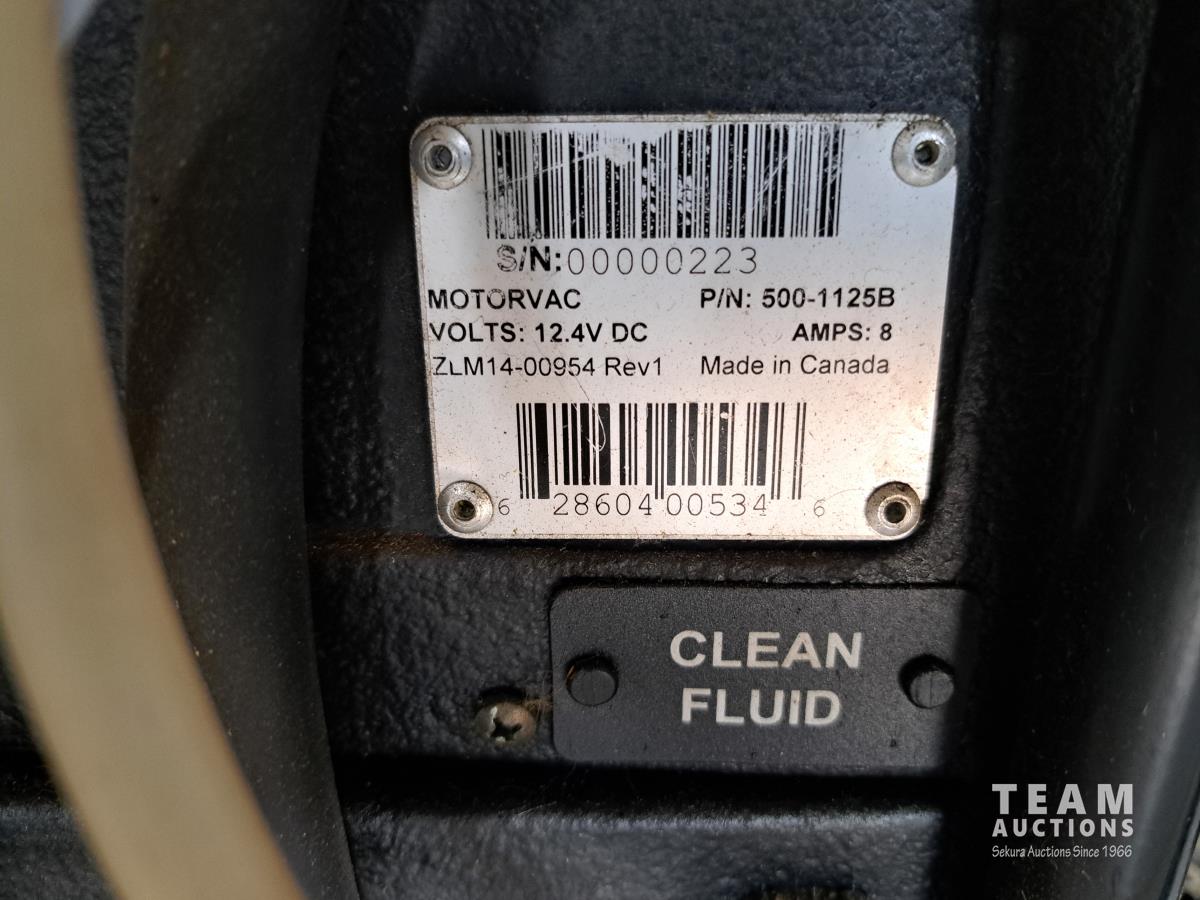 S/N:00000223
MOTORVAC P/N: 500-1125B
VOLTS: 12.4V DC AMPS: 8
ZLM14-00954 Rev1 Made in Canada
6 28604 00534 6
CLEAN
FLUID
TEAM
AUCTIONS
Sekura Auctions Since 1966